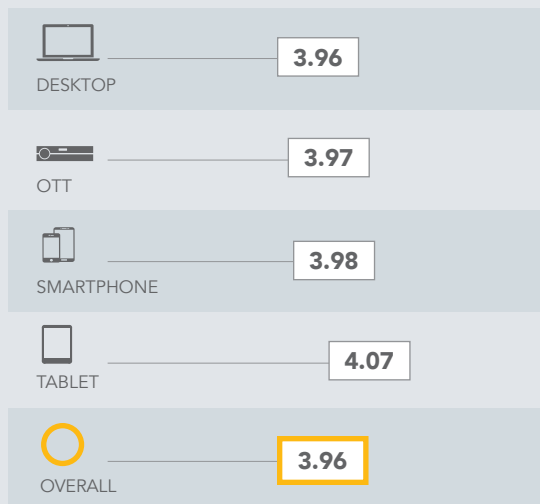 3.96
DESKTOP
3.97
OTT
3.98
SMARTPHONE
4.07
TABLET
3.96
OVERALL